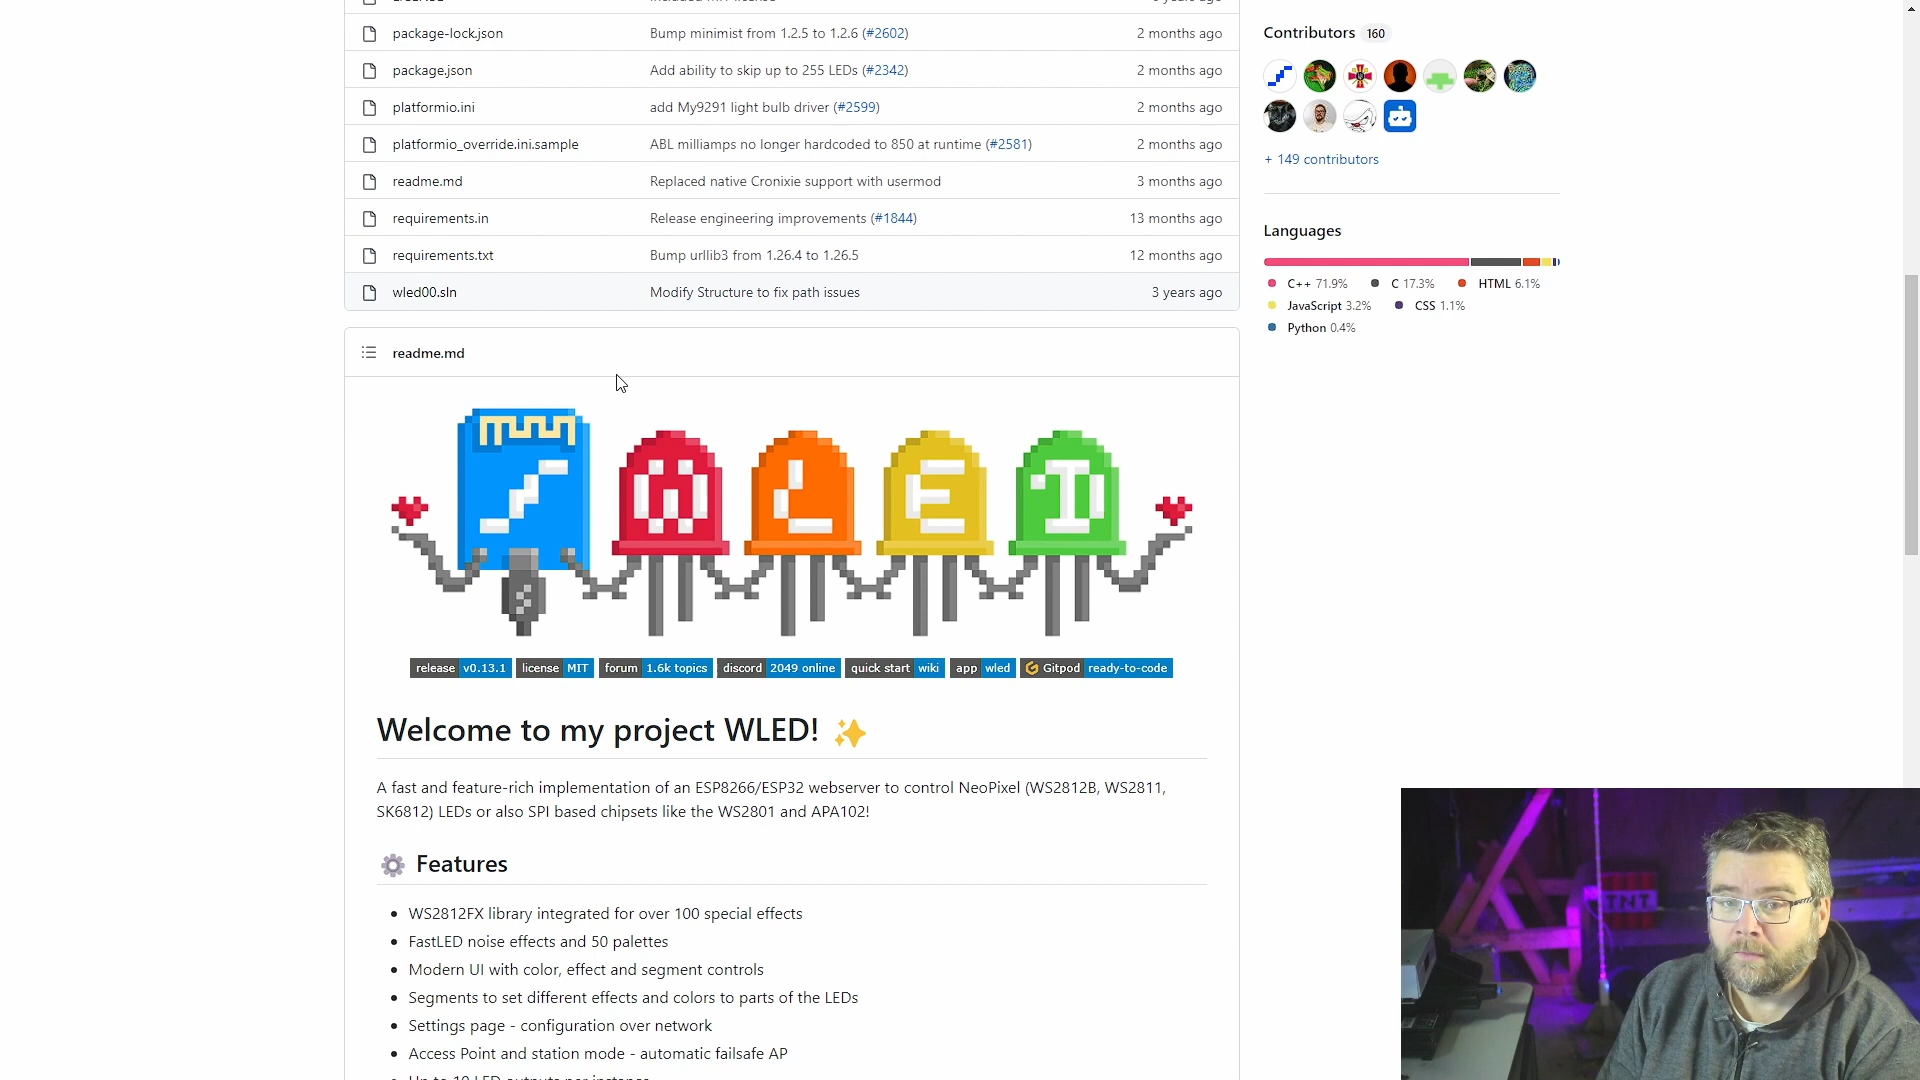 package-lock.json Bump minimist from 1.2.5 to 1.2.6 (#2602) 2 months ago
package.json Add ability to skip up to 255 LEDs (#2342) 2 months ago
platformio.ini add My9291 light bulb driver (#2599) 2 months ago
platformio_override.ini.sample ABL milliamps no longer hardcoded to 850 at runtime (#2581) 2 months ago
readme.md Replaced native Cronixie support with usermod 3 months ago
requirements.in Release engineering improvements (#1844) 13 months ago
requirements.txt Bump urllib3 from 1.26.4 to 1.26.5 12 months ago
wled00.sln Modify Structure to fix path issues 3 years ago
readme.md
WLED
release v0.13.1 license MIT forum 1.6k topics discord 2049 online quick start wiki app wled Gitpod ready-to-code
Welcome to my project WLED! ✨
A fast and feature-rich implementation of an ESP8266/ESP32 webserver to control NeoPixel (WS2812B, WS2811,
SK6812) LEDs or also SPI based chipsets like the WS2801 and APA102!
Features
• WS2812FX library integrated for over 100 special effects
• FastLED noise effects and 50 palettes
• Modern UI with color, effect and segment controls
• Segments to set different effects and colors to parts of the LEDs
• Settings page - configuration over network
• Access Point and station mode - automatic failsafe AP
Contributors 160
+ 149 contributors
Languages
C++ 71.9% C 17.3% HTML 6.1%
JavaScript 3.2% CSS 1.1%
Python 0.4%
TNT